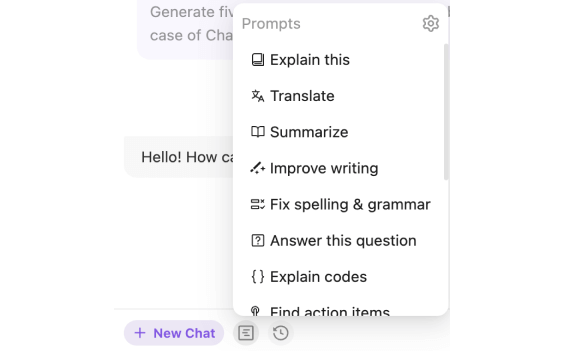 Generate fiv
case of Cha
Prompts
Explain this
Translate
Summarize
Hello! How ca
Improve writing
Fix spelling & grammar
Answer this question
Explain codes
Find action items
+ New Chat